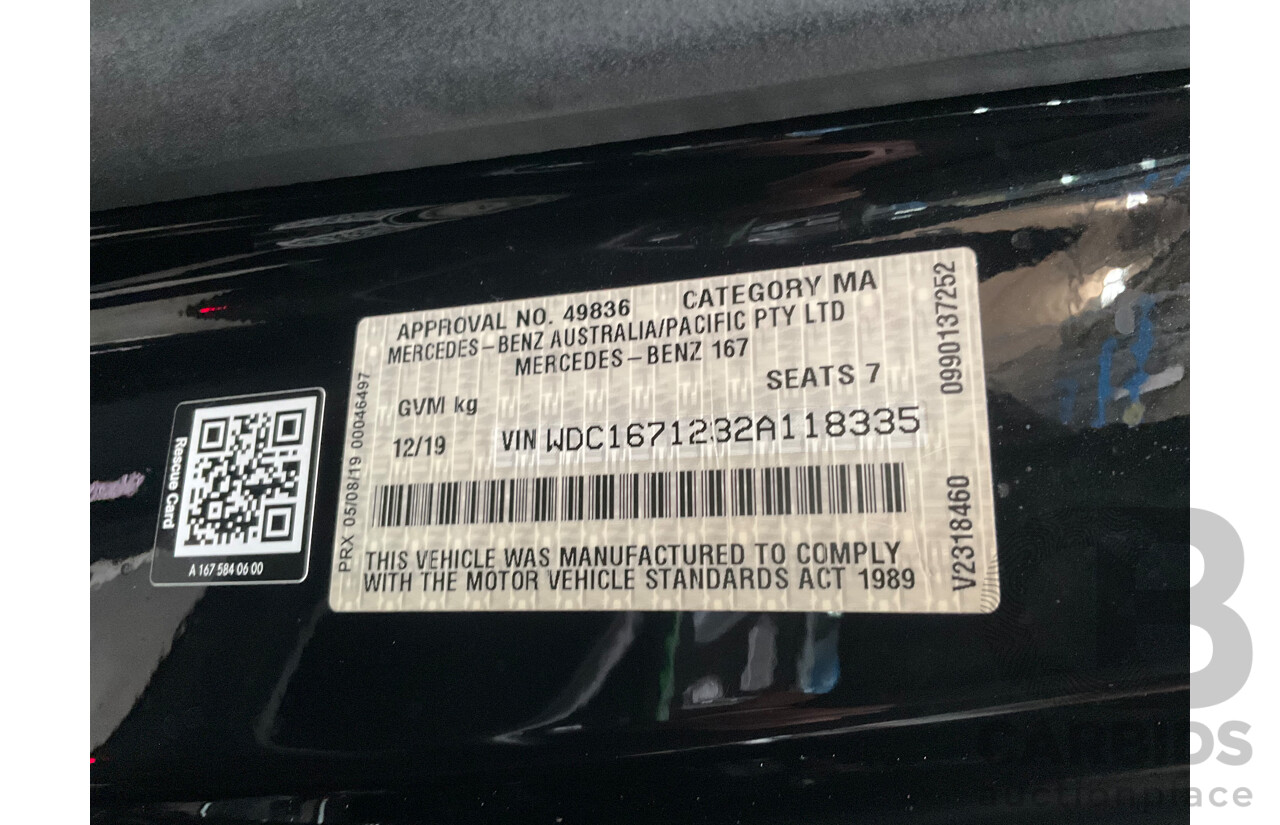 APPROVAL NO. 49836 CATEGORY MA
MERCEDES-BENZ AUSTRALIA/PACIFIC PTY LTD
MERCEDES-BENZ 167
SEATS 7
GVM kg
12/19 VIN WDC1671232A118335
THIS VEHICLE WAS MANUFACTURED TO COMPLY
WITH THE MOTOR VEHICLE STANDARDS ACT 1989
PRX 05/08/19 00046497
V2318460 0990137252
Rescue Card
A 167 584 06 00
CARBIDS
auctionplace